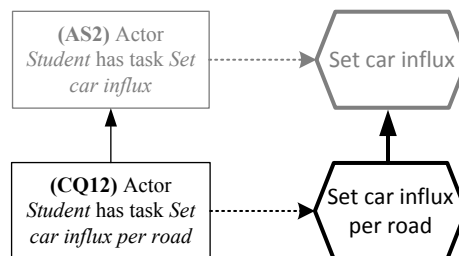 (AS2) Actor
Student has task Set
car influx
Set car influx
(CQ12) Actor
Student has task Set
car influx per road
Set car influx
per road